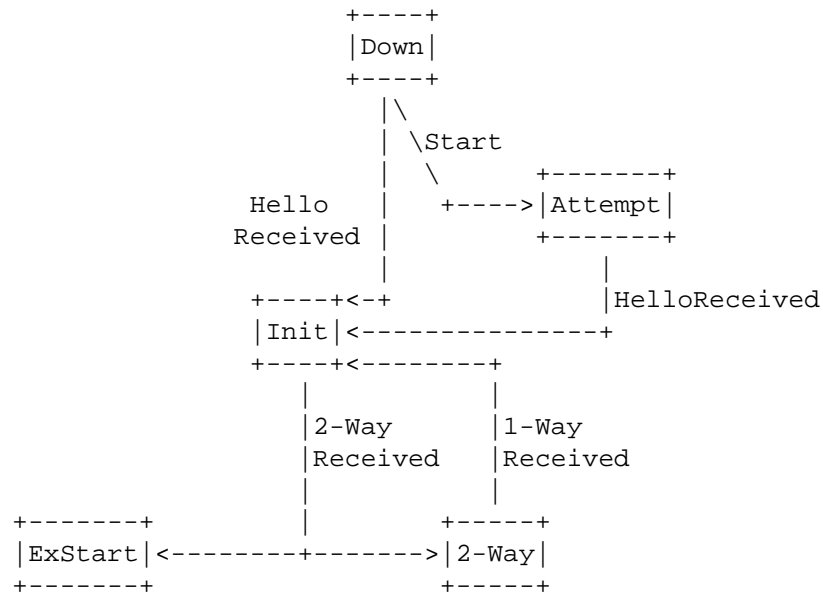 Down
Start
Hello
Received
Attempt
HelloReceived
Init
2-Way
Received
1-Way
Received
ExStart
2-Way